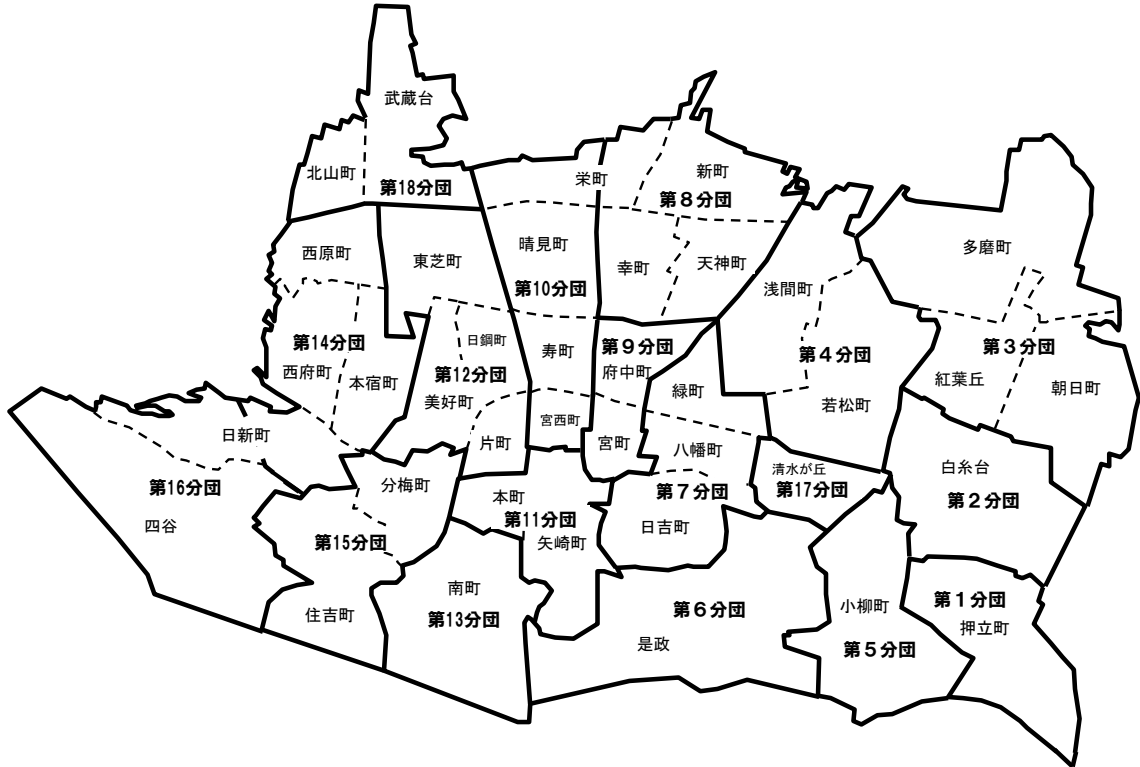 武蔵台
北山町
第18分団
栄町
新町
第８分団
西原町
東芝町
晴見町
第10分団
幸町
天神町
浅間町
多磨町
第14分団
西府町
本宿町
日鋼町
第12分団
美好町
寿町
第９分団
府中町
緑町
第４分団
若松町
第３分団
紅葉丘
朝日町
日新町
第16分団
四谷
分梅町
片町
宮西町
宮町
八幡町
清水が丘
第17分団
白糸台
第２分団
第15分団
住吉町
本町
第11分団
矢崎町
第７分団
日吉町
南町
第13分団
第６分団
是政
小柳町
第５分団
第１分団
押立町